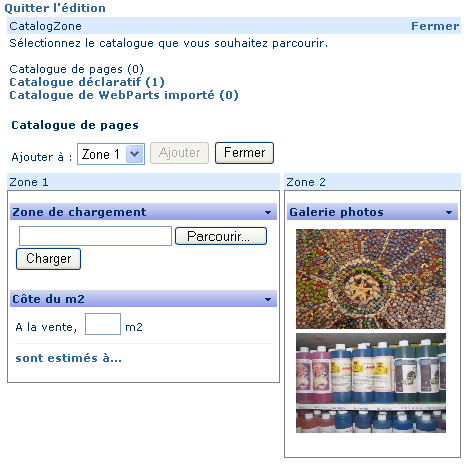 Quitter l'édition
CatalogZone Fermer
Sélectionnez le catalogue que vous souhaitez parcourir.
Catalogue de pages (0)
Catalogue déclaratif (1)
Catalogue de WebParts importé (0)
Catalogue de pages
Ajouter à : Zone 1 Ajouter Fermer
Zone 1
Zone de chargement
Parcourir...
Charger
Côte du m2
A la vente, m2
sont estimés à...
Zone 2
Galerie photos